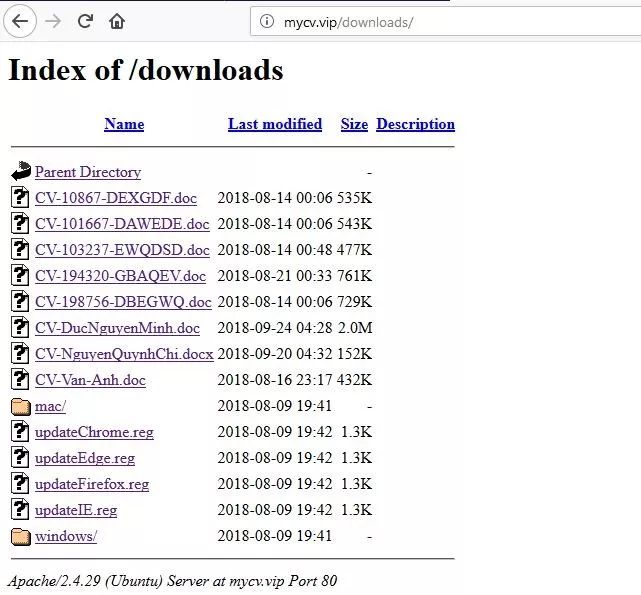 mycv.vip/downloads/
Index of /downloads
Name Last modified Size Description
Parent Directory -
CV-10867-DEXGDF.doc 2018-08-14 00:06 535K
CV-101667-DAWEDE.doc 2018-08-14 00:06 543K
CV-103237-EWQDSD.doc 2018-08-14 00:48 477K
CV-194320-GBAQEV.doc 2018-08-21 00:33 761K
CV-198756-DBEGWQ.doc 2018-08-14 00:06 729K
CV-DucNguyenMinh.doc 2018-09-24 04:28 2.0M
CV-NguyenQuynhChi.docx 2018-09-20 04:32 152K
CV-Van-Anh.doc 2018-08-16 23:17 432K
mac/ 2018-08-09 19:41 -
updateChrome.reg 2018-08-09 19:42 1.3K
updateEdge.reg 2018-08-09 19:42 1.3K
updateFirefox.reg 2018-08-09 19:42 1.3K
updateIE.reg 2018-08-09 19:42 1.3K
windows/ 2018-08-09 19:41 -
Apache/2.4.29 (Ubuntu) Server at mycv.vip Port 80